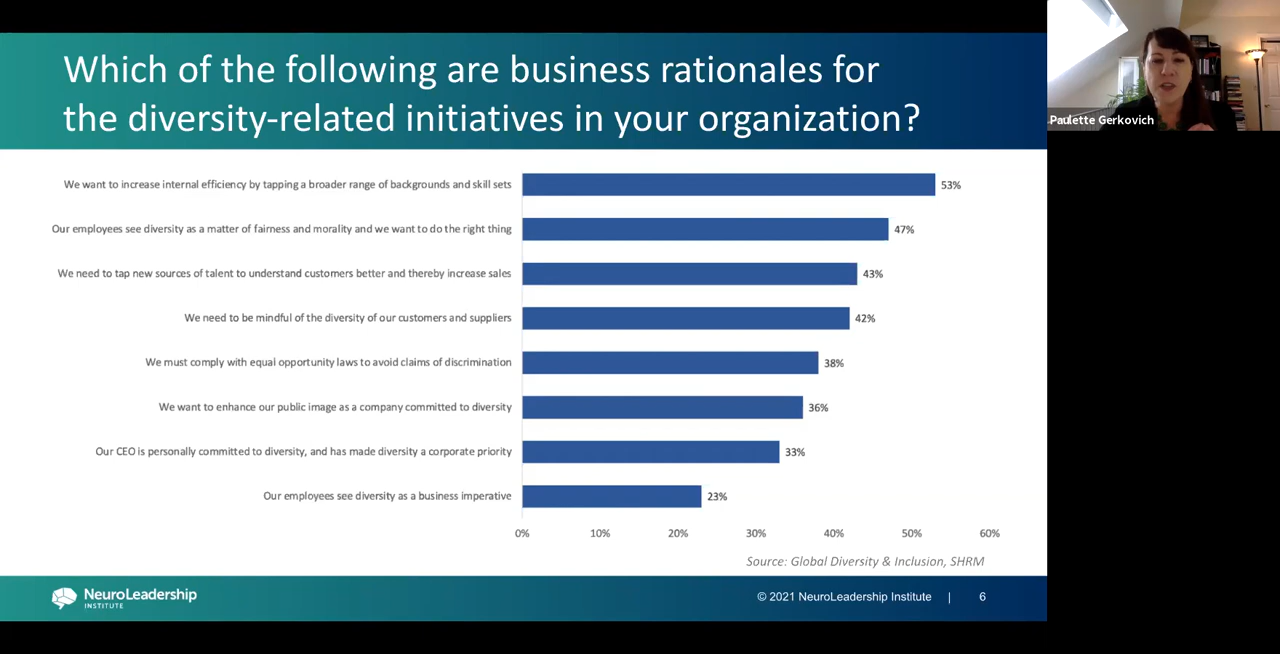 Which of the following are business rationales for
the diversity-related initiatives in your organization?
Paulette Gerkovich
We want to increase internal efficiency by tapping a broader range of backgrounds and skill sets
53%
Our employees see diversity as a matter of fairness and morality and we want to do the right thing
47%
We need to tap new sources of talent to understand customers better and thereby increase sales
43%
We need to be mindful of the diversity of our customers and suppliers
42%
We must comply with equal opportunity laws to avoid claims of discrimination
38%
We want to enhance our public image as a company committed to diversity
36%
Our CEO is personally committed to diversity, and has made diversity a corporate priority
33%
Our employees see diversity as a business imperative
23%
0% 10% 20% 30% 40% 50% 60%
Source: Global Diversity & Inclusion, SHRM
NeuroLeadership
INSTITUTE
© 2021 NeuroLeadership Institute | 6